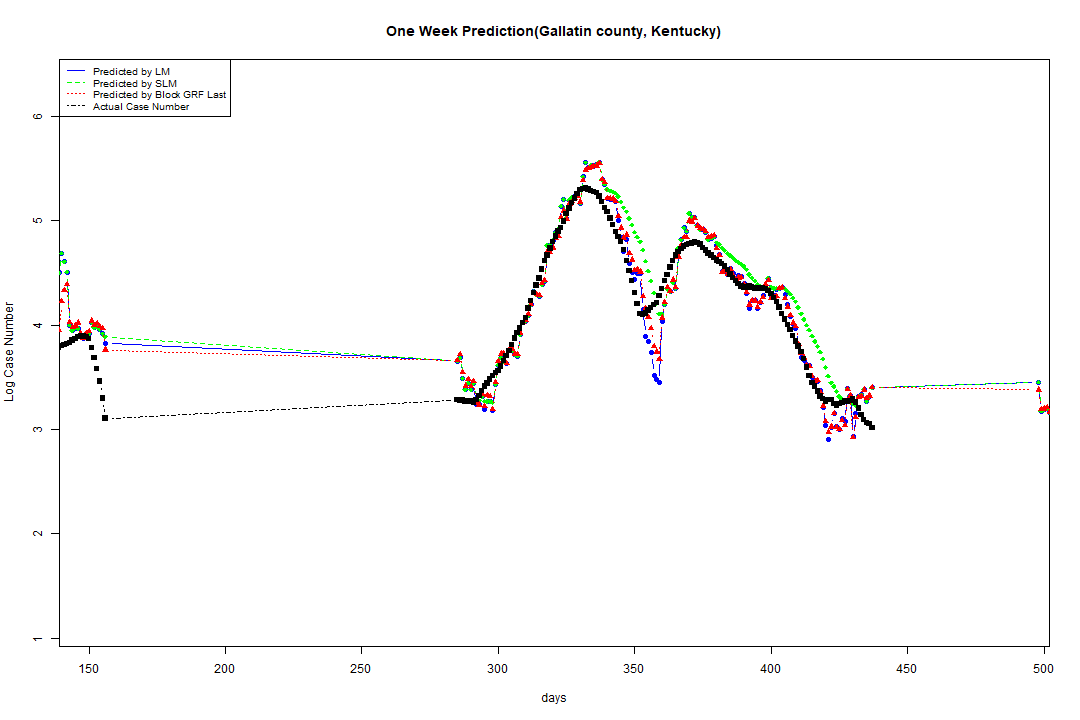 One Week Prediction(Gallatin county, Kentucky)
Predicted by LM
Predicted by SLM
Predicted by Block GRF Last
Actual Case Number
6
5
4
3
2
1
Log Case Number
150 200 250 300 350 400 450 500
days